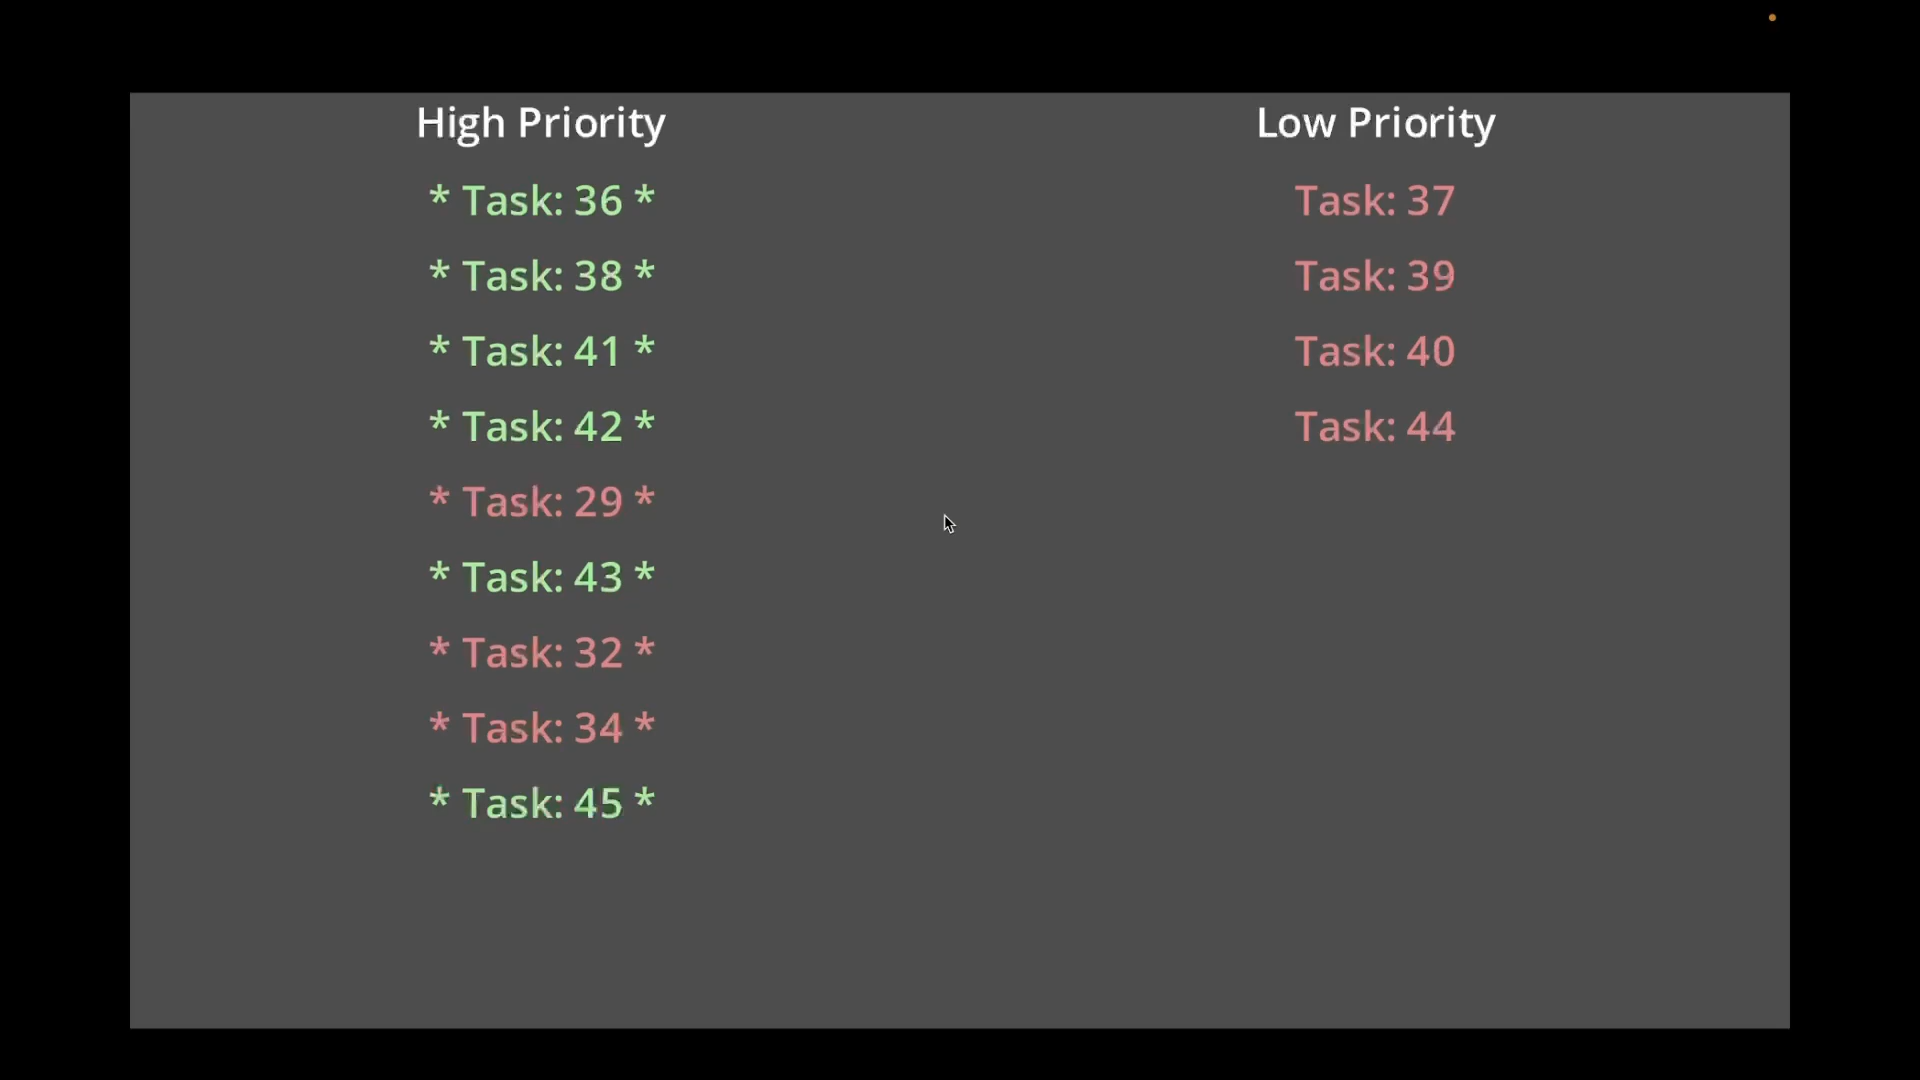 High Priority
* Task: 36 *
* Task: 38 *
* Task: 41 *
* Task: 42 *
* Task: 29 *
* Task: 43 *
* Task: 32 *
* Task: 34 *
* Task: 45 *
Low Priority
Task: 37
Task: 39
Task: 40
Task: 44